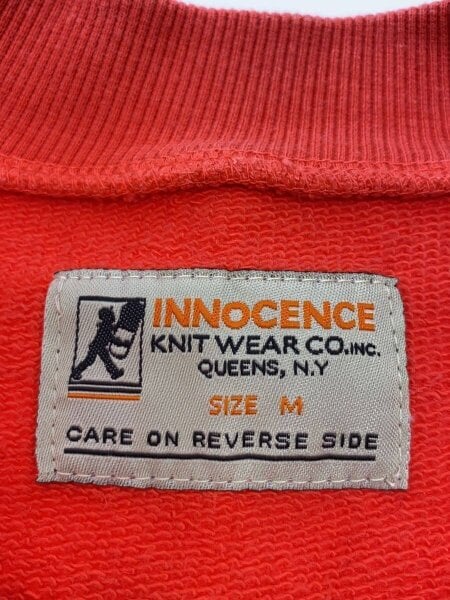 INNOCENCE
KNIT WEAR CO.INC.
QUEENS, N.Y
SIZE M
CARE ON REVERSE SIDE